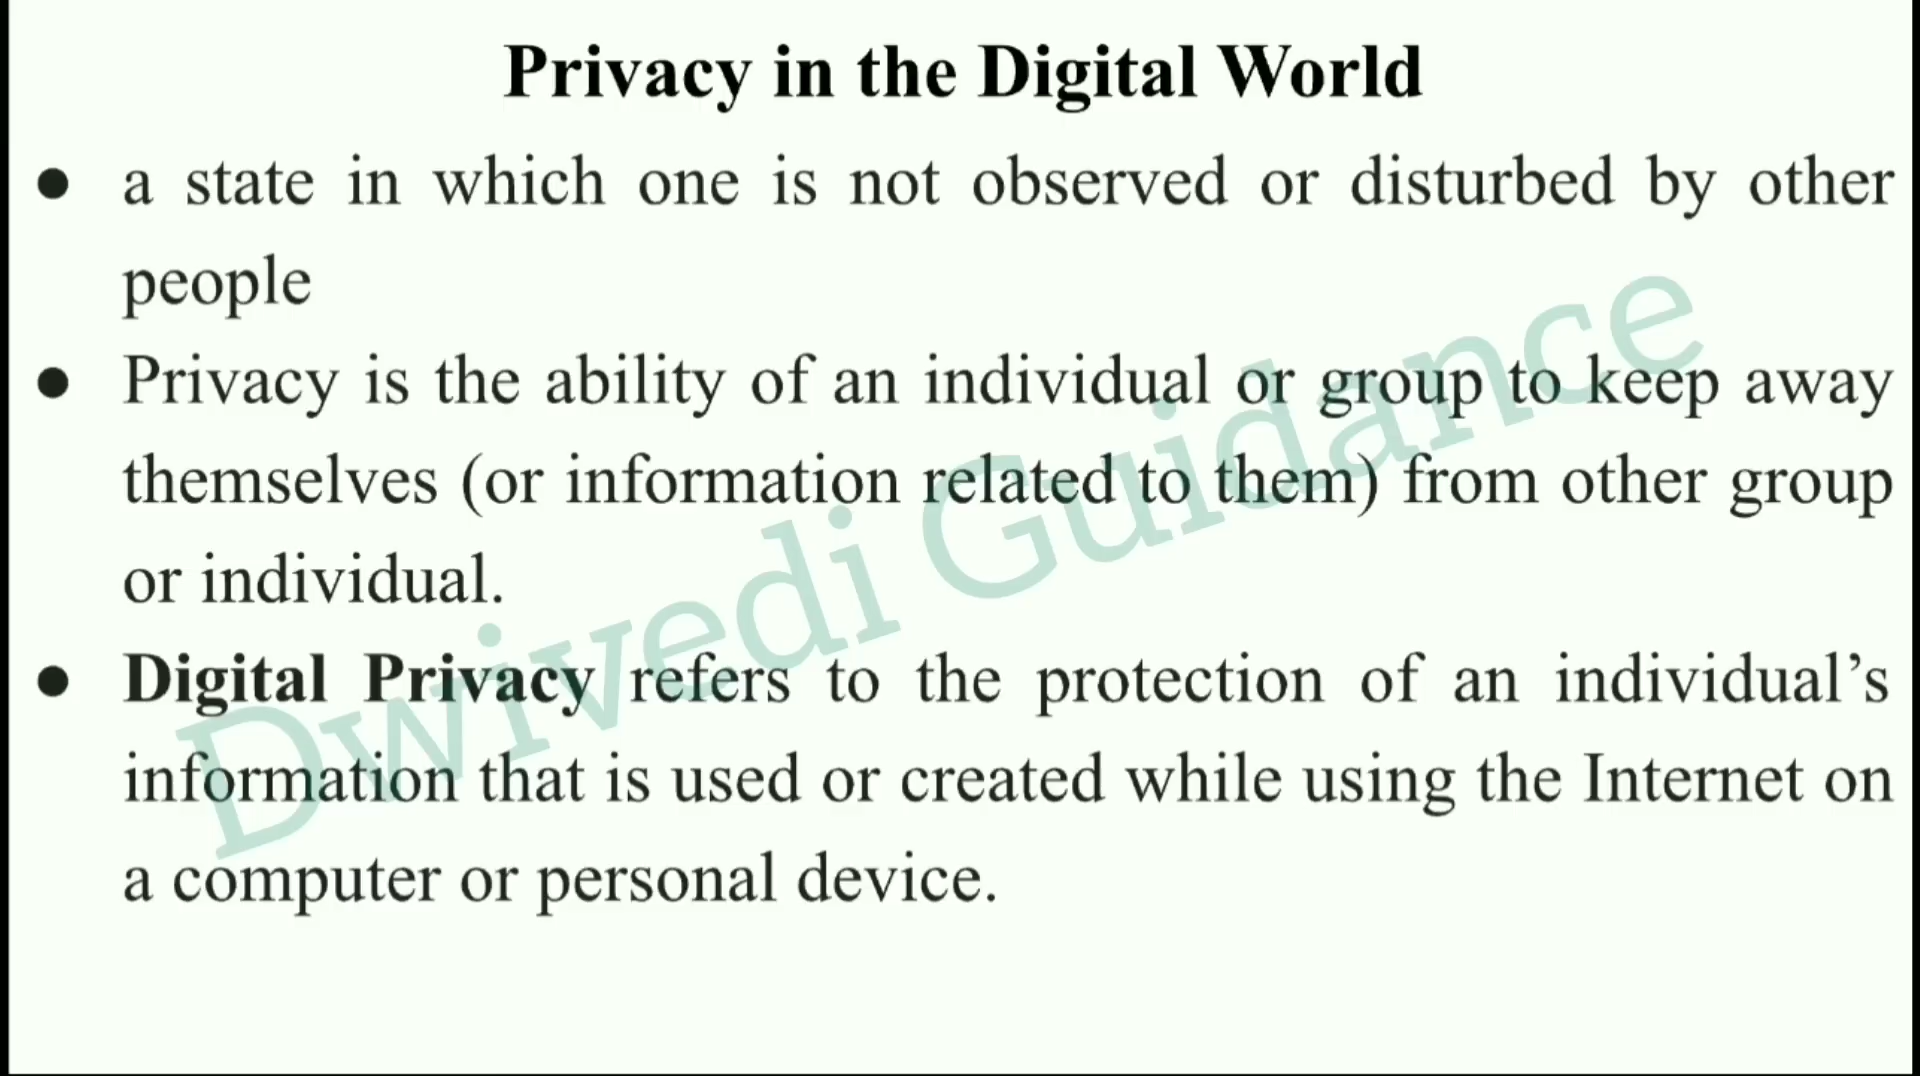 Privacy in the Digital World
● a state in which one is not observed or disturbed by other
people
● Privacy is the ability of an individual or group to keep away
themselves (or information related to them) from other group
or individual.
● Digital Privacy refers to the protection of an individual’s
information that is used or created while using the Internet on
a computer or personal device.
Dwivedi Guidance